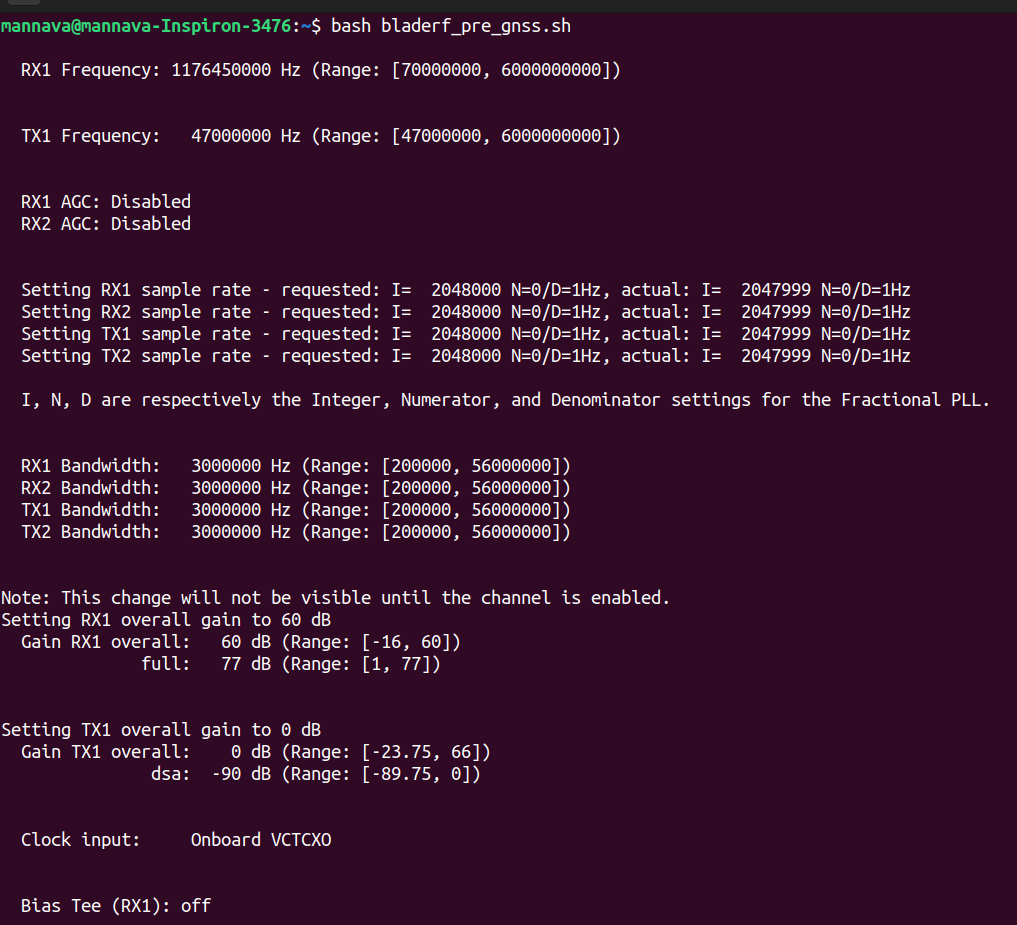 mannava@mannava-Inspiron-3476:~$ bash bladerf_pre_gnss.sh
RX1 Frequency: 1176450000 Hz (Range: [70000000, 6000000000])
TX1 Frequency:   47000000 Hz (Range: [47000000, 6000000000])
RX1 AGC: Disabled
RX2 AGC: Disabled
Setting RX1 sample rate - requested: I=  2048000 N=0/D=1Hz, actual: I=  2047999 N=0/D=1Hz
Setting RX2 sample rate - requested: I=  2048000 N=0/D=1Hz, actual: I=  2047999 N=0/D=1Hz
Setting TX1 sample rate - requested: I=  2048000 N=0/D=1Hz, actual: I=  2047999 N=0/D=1Hz
Setting TX2 sample rate - requested: I=  2048000 N=0/D=1Hz, actual: I=  2047999 N=0/D=1Hz
I, N, D are respectively the Integer, Numerator, and Denominator settings for the Fractional PLL.
RX1 Bandwidth:   3000000 Hz (Range: [200000, 56000000])
RX2 Bandwidth:   3000000 Hz (Range: [200000, 56000000])
TX1 Bandwidth:   3000000 Hz (Range: [200000, 56000000])
TX2 Bandwidth:   3000000 Hz (Range: [200000, 56000000])
Note: This change will not be visible until the channel is enabled.
Setting RX1 overall gain to 60 dB
Gain RX1 overall:   60 dB (Range: [-16, 60])
full:   77 dB (Range: [1, 77])
Setting TX1 overall gain to 0 dB
Gain TX1 overall:    0 dB (Range: [-23.75, 66])
dsa:  -90 dB (Range: [-89.75, 0])
Clock input:     Onboard VCTCXO
Bias Tee (RX1): off